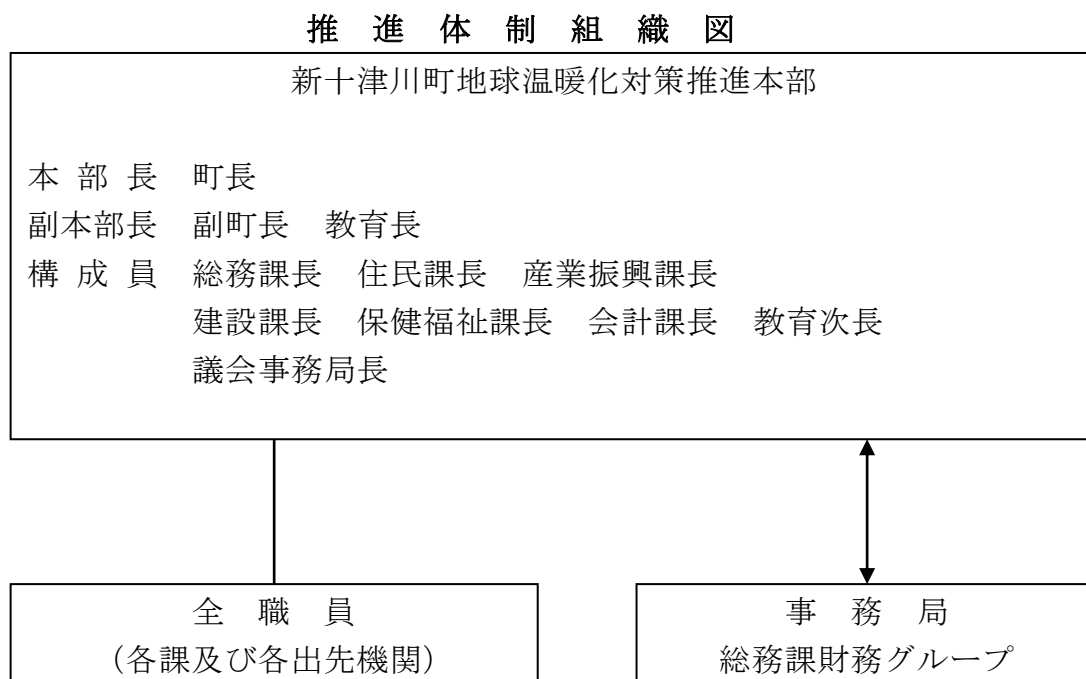 推 進 体 制 組 織 図
新十津川町地球温暖化対策推進本部
本 部 長　町長
副本部長　副町長　教育長
構 成 員　総務課長　住民課長　産業振興課長
建設課長　保健福祉課長　会計課長　教育次長
議会事務局長
全　職　員
（各課及び各出先機関）
事　務　局
総務課財務グループ